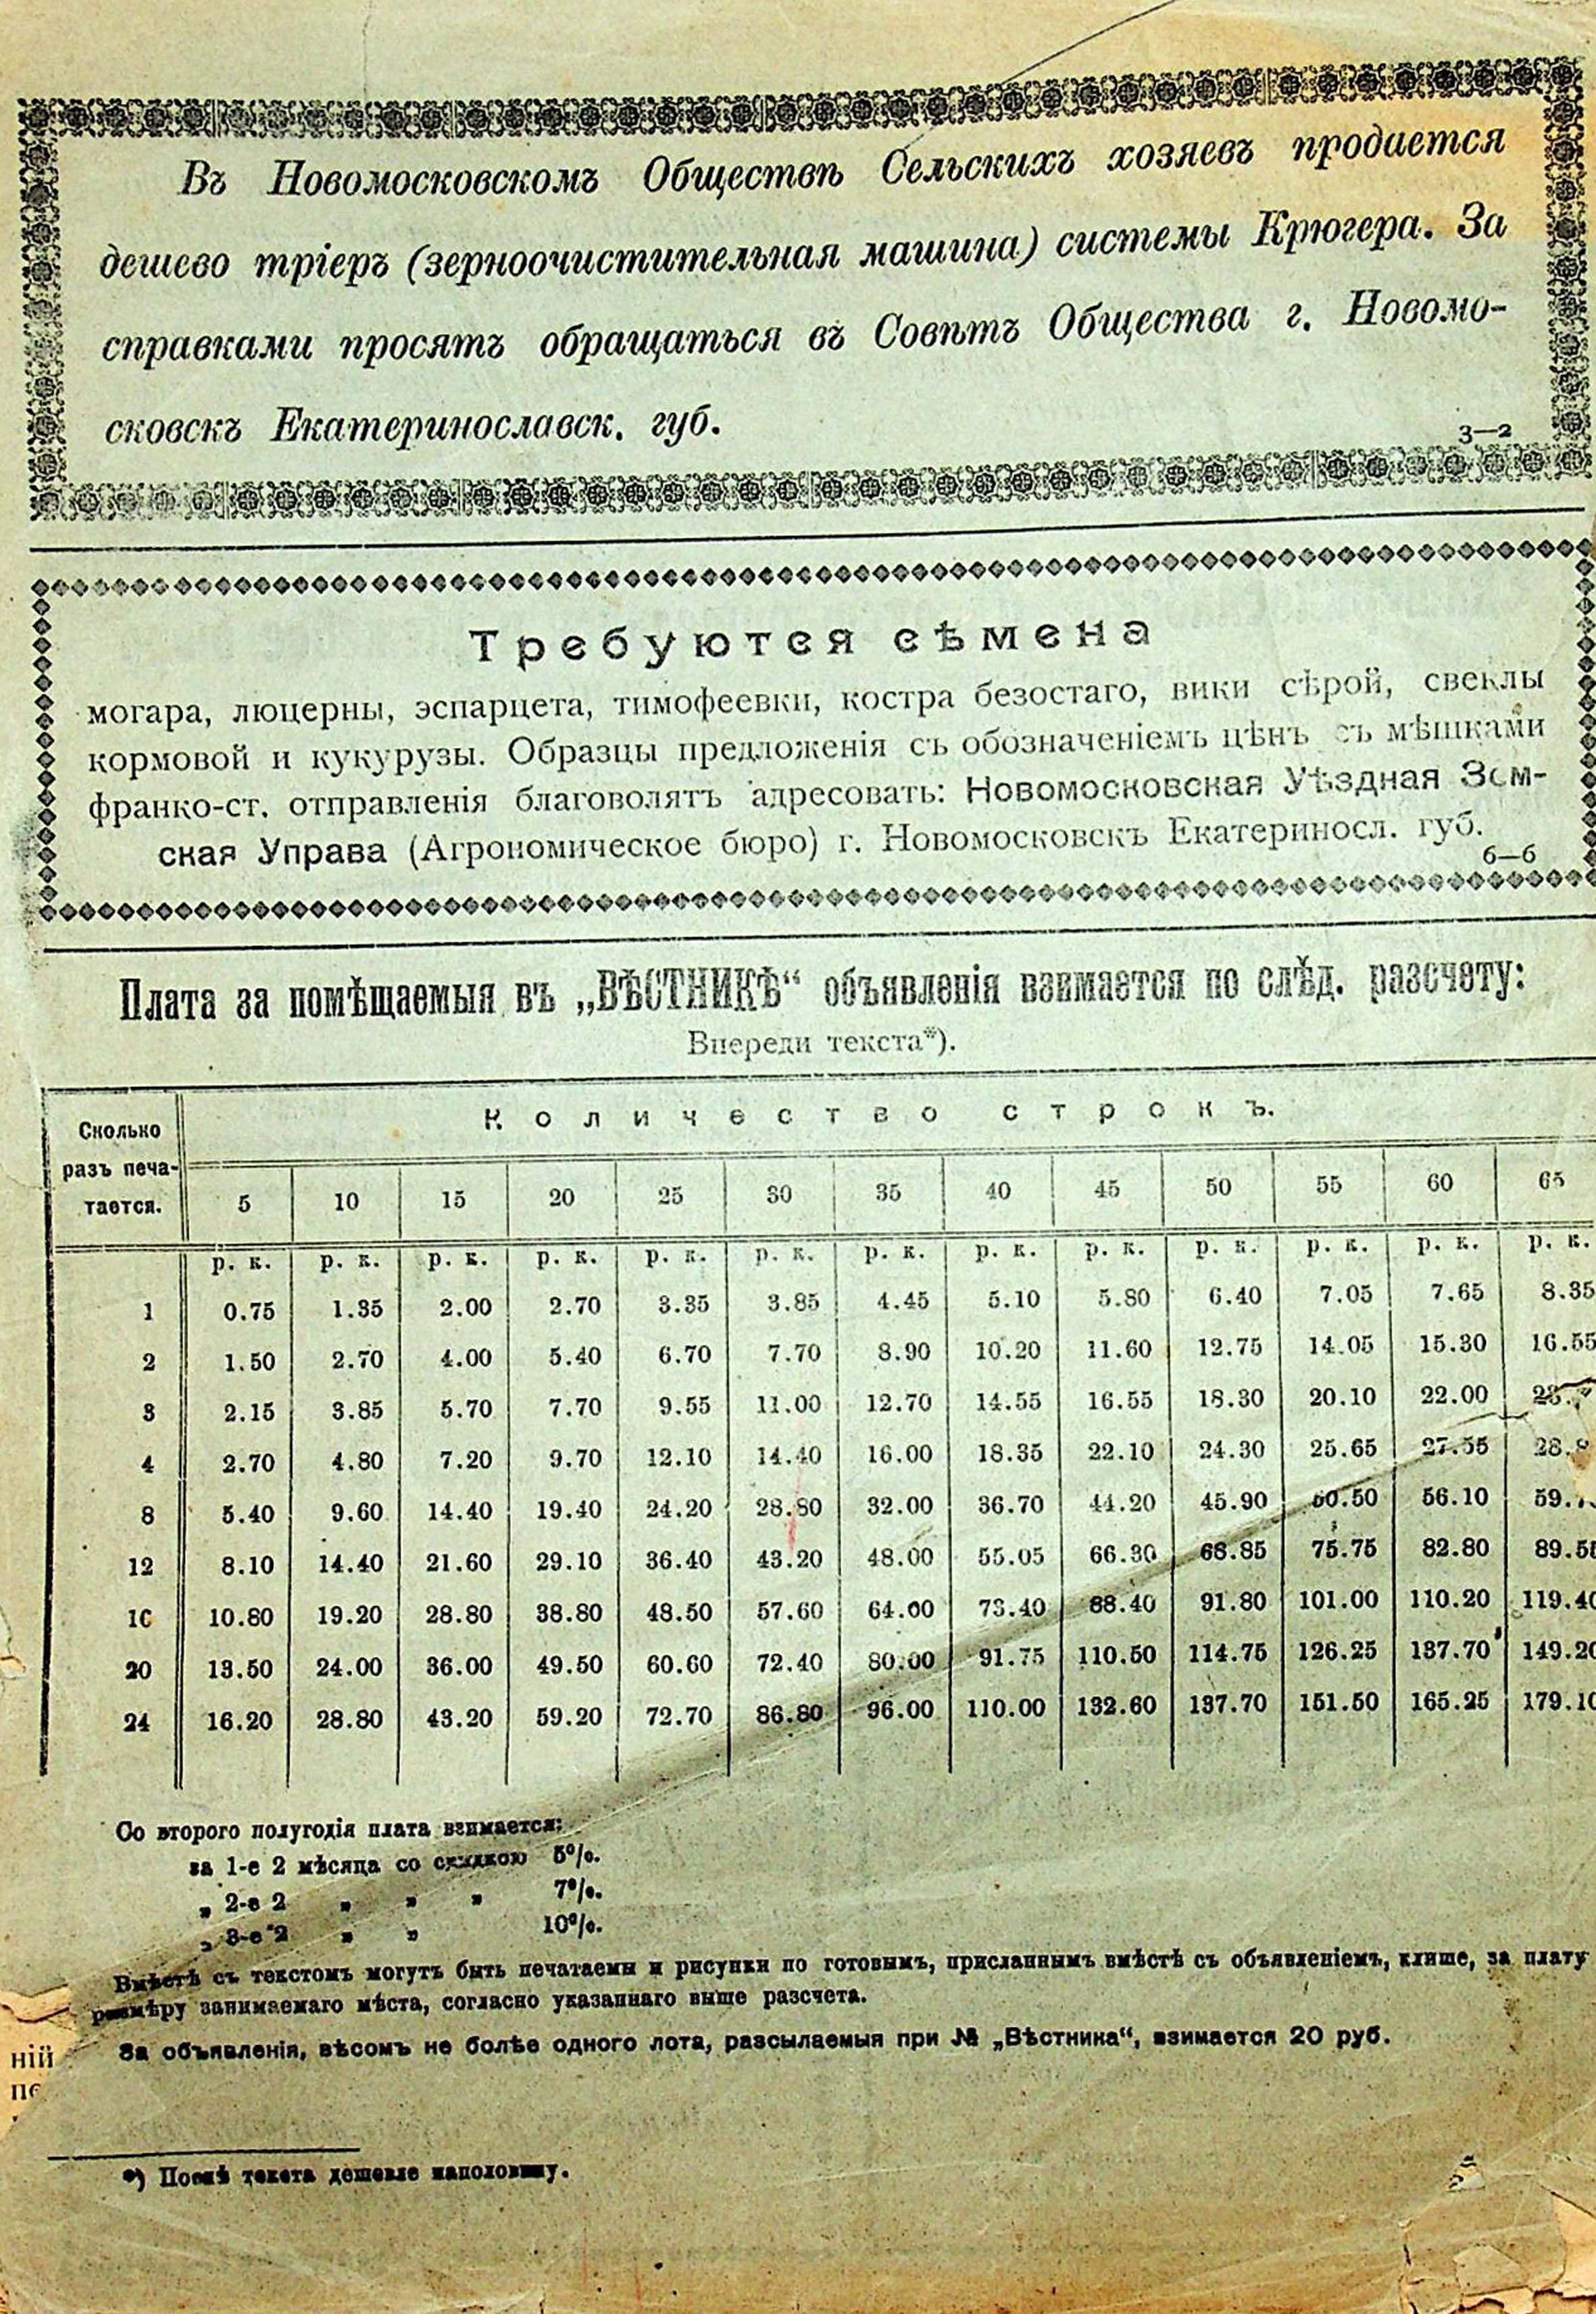 Въ Новомосковскомъ Обществѣ Сельскихъ хозяевъ продается
дешево тріеръ (зерноочистительная машина) системы Крюгера. За
справками просятъ обращаться въ Совѣтъ Общества г. Новомо-
сковскъ Екатеринославск. губ.
3—2
Требуются сѣмена
могара, люцерны, эспарцета, тимофеевки, костра безостаго, вики сѣрой, свеклы
кормовой и кукурузы. Образцы предложенія съ обозначеніемъ цѣнъ съ мѣшками
франко-ст. отправленія благоволятъ адресовать: Новомосковская Уѣздная Зем-
ская Управа (Агрономическое бюро) г. Новомосковскъ Екатериносл. губ.
6—6
Плата за помѣщаемыя въ „ВѢСТНИКѢ“ объявленія взимается по слѣд. разсчету:
Впереди текста*).
Сколько разъ печа- тается.
Количество строкъ.
5 10 15 20 25 30 35 40 45 50 55 60 65
р. к. р. к. р. к. р. к. р. к. р. к. р. к. р. к. р. к. р. к. р. к. р. к. р. к.
1 0.75 1.35 2.00 2.70 3.35 3.85 4.45 5.10 5.80 6.40 7.05 7.65 8.35
2 1.50 2.70 4.00 5.40 6.70 7.70 8.90 10.20 11.60 12.75 14.05 15.30 16.55
3 2.15 3.85 5.70 7.70 9.55 11.00 12.70 14.55 16.55 18.30 20.10 22.00
4 2.70 4.80 7.20 9.70 12.10 14.40 16.00 18.35 22.10 24.30 25.65 27.55
8 5.40 9.60 14.40 19.40 24.20 28.80 32.00 36.70 44.20 45.90 50.50 56.10
12 8.10 14.40 21.60 29.10 36.40 43.20 48.00 55.05 66.30 68.85 75.75 82.80 89.55
16 10.80 19.20 28.80 38.80 48.50 57.60 64.00 73.40 88.40 91.80 101.00 110.20 119.40
20 13.50 24.00 36.00 49.50 60.60 72.40 80.00 91.75 110.50 114.75 126.25 137.70 149.20
24 16.20 28.80 43.20 59.20 72.70 86.80 96.00 110.00 132.60 137.70 151.50 165.25 179.10
Со второго полугодія плата взимается:
за 1-е 2 мѣсяца со скидкою 5%.
„ 2-е 2 „ „ „ 7%.
„ 3-е 2 „ „ 10%.
Вмѣстѣ съ текстомъ могутъ быть печатаемы и рисунки по готовымъ, присланнымъ вмѣстѣ съ объявленіемъ, клише, за плату
размѣру занимаемаго мѣста, согласно указаннаго выше разсчета.
За объявленія, вѣсомъ не болѣе одного лота, разсылаемыя при № „Вѣстника“, взимается 20 руб.
ній
пе
*) Послѣ текста дешевле наполовину.